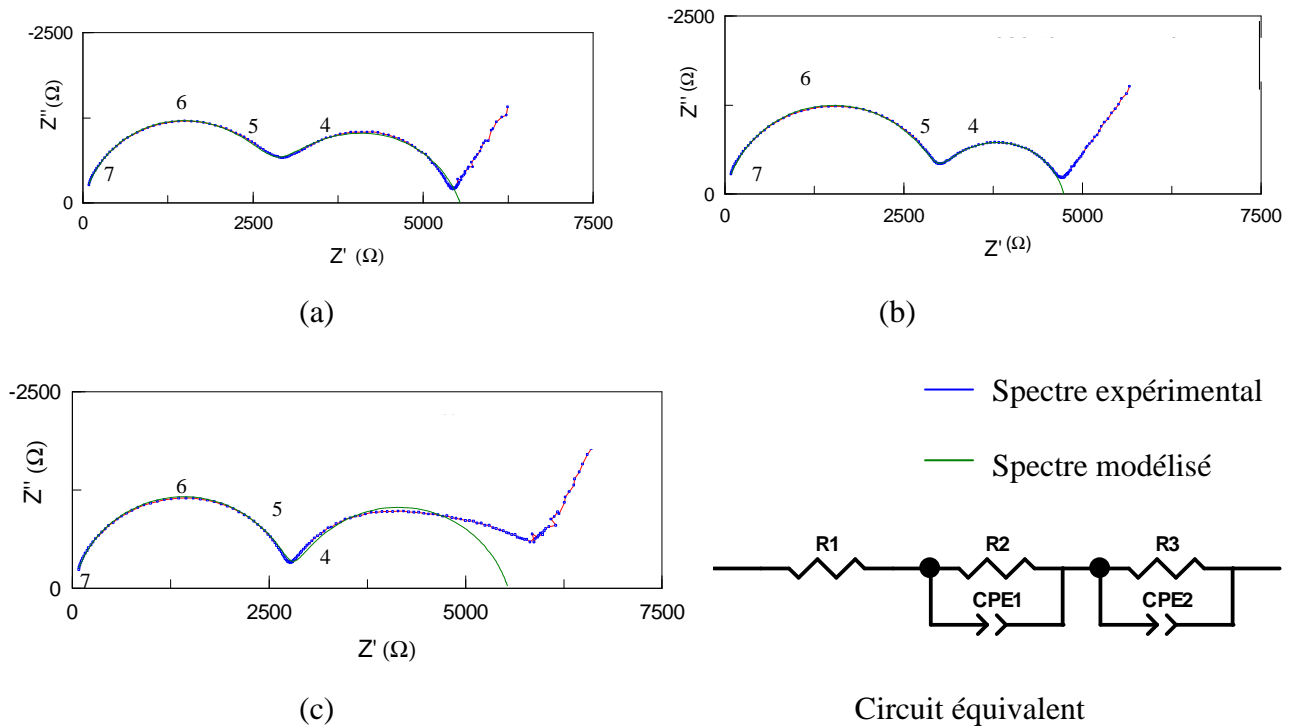 -2500
Z'' (Ω)
6
5
4
7
0
0
2500
5000
7500
Z' (Ω)
(a)
-2500
Z'' (Ω)
6
5
4
7
0
0
2500
5000
7500
Z' (Ω)
(b)
-2500
Z'' (Ω)
6
5
4
7
0
0
2500
5000
7500
Z' (Ω)
(c)
Spectre expérimental
Spectre modélisé
R1
R2
R3
CPE1
CPE2
Circuit équivalent